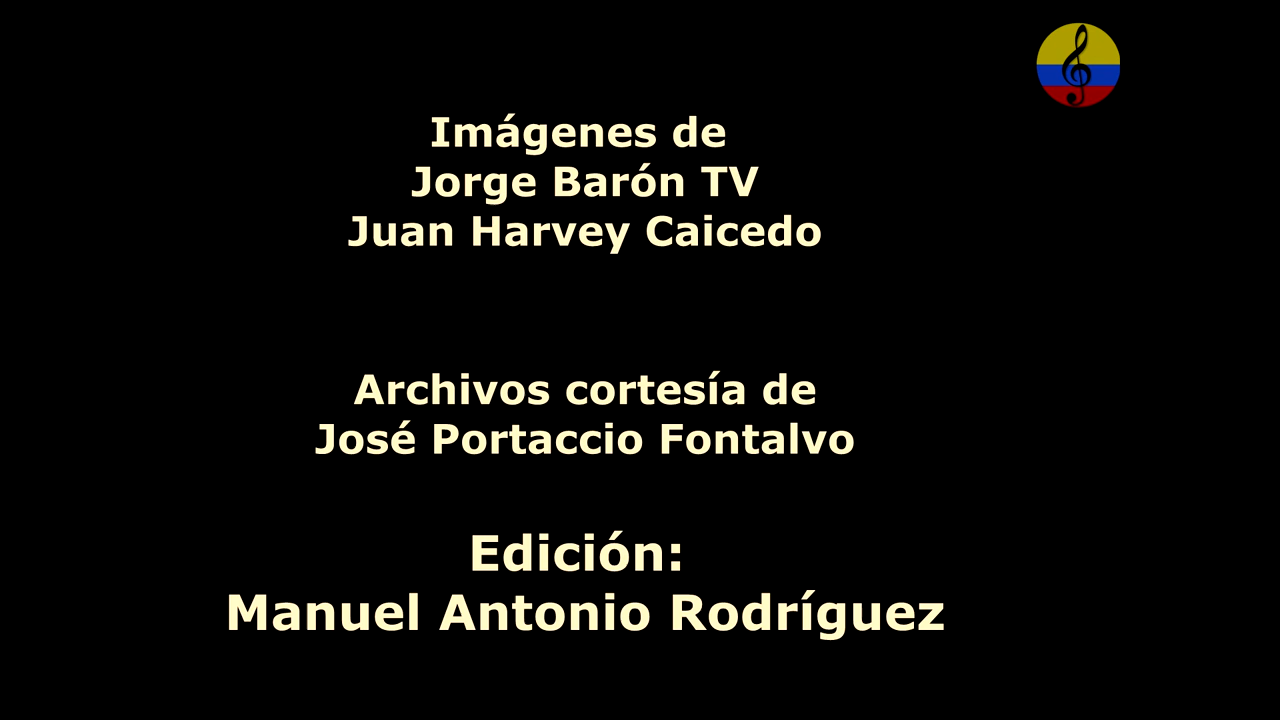 Imágenes de
Jorge Barón TV
Juan Harvey Caicedo
Archivos cortesía de
José Portaccio Fontalvo
Edición:
Manuel Antonio Rodríguez